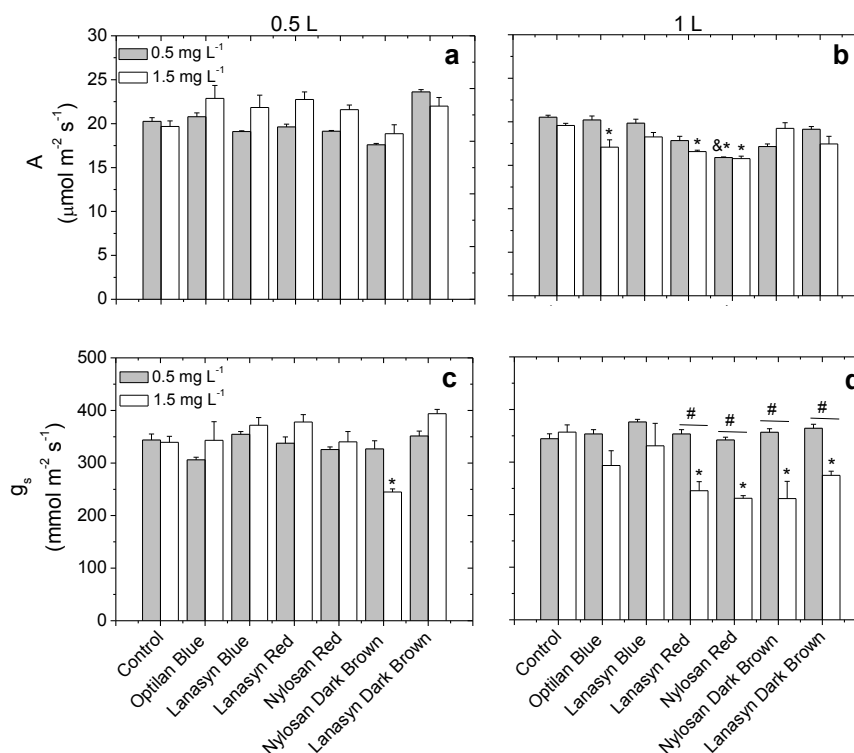 0.5 L
1 L
30
25
20
15
10
5
0
A
(μmol m⁻² s⁻¹)
0.5 mg L⁻¹
1.5 mg L⁻¹
a
b
*
*
&*
*
500
400
300
200
100
0
gₛ
(mmol m⁻² s⁻¹)
0.5 mg L⁻¹
1.5 mg L⁻¹
c
d
*
#
#
#
#
*
*
*
*
Control
Optilan Blue
Lanasyn Blue
Lanasyn Red
Nylosan Red
Nylosan Dark Brown
Lanasyn Dark Brown
Control
Optilan Blue
Lanasyn Blue
Lanasyn Red
Nylosan Red
Nylosan Dark Brown
Lanasyn Dark Brown